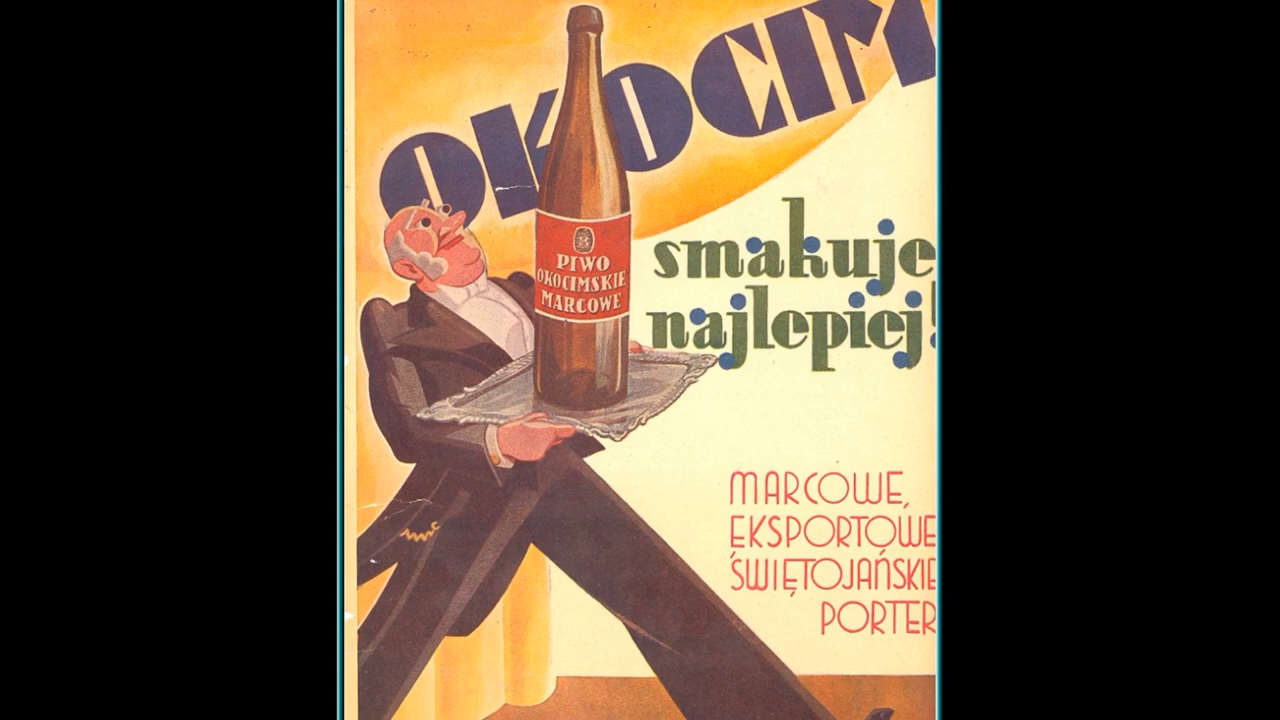 OKOCIM
smakuje
najlepiej!
B
PIWO
OKOCIMSKIE
MARCOWE
MARCOWE,
EKSPORTOWE
ŚWIĘTOJAŃSKIE
PORTER